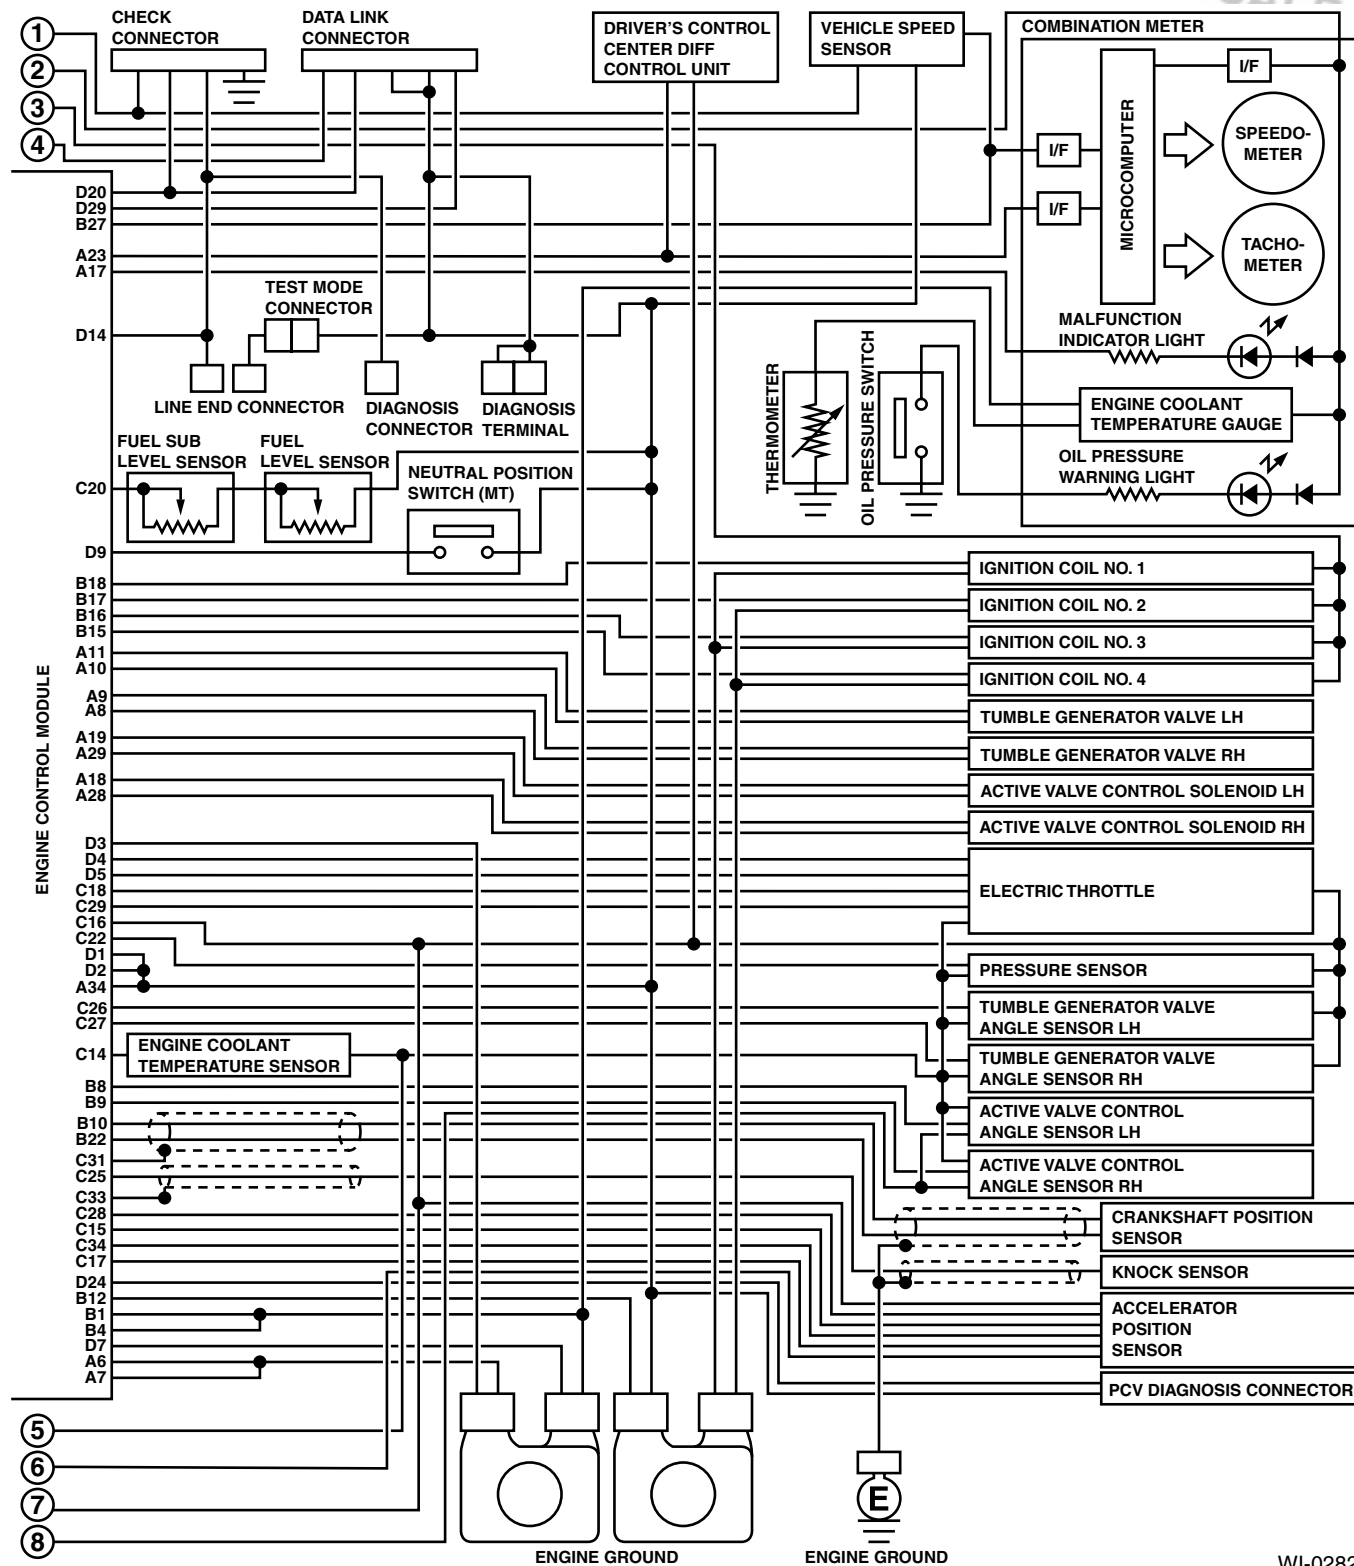 1
2
3
4
CHECK
CONNECTOR
DATA LINK
CONNECTOR
DRIVER'S CONTROL
CENTER DIFF
CONTROL UNIT
VEHICLE SPEED
SENSOR
COMBINATION METER
I/F
I/F
I/F
MICROCOMPUTER
SPEEDO-
METER
TACHO-
METER
MALFUNCTION
INDICATOR LIGHT
ENGINE COOLANT
TEMPERATURE GAUGE
OIL PRESSURE
WARNING LIGHT
THERMOMETER
OIL PRESSURE SWITCH
TEST MODE
CONNECTOR
LINE END CONNECTOR
DIAGNOSIS
CONNECTOR
DIAGNOSIS
TERMINAL
FUEL SUB
LEVEL SENSOR
FUEL
LEVEL SENSOR
NEUTRAL POSITION
SWITCH (MT)
ENGINE CONTROL MODULE
D20
D29
B27
A23
A17
D14
C20
D9
B18
B17
B16
B15
A11
A10
A9
A8
A19
A29
A18
A28
D3
D4
D5
C18
C29
C16
C22
D1
D2
A34
C26
C27
C14
B8
B9
B10
B22
C31
C25
C33
C28
C15
C34
C17
D24
B12
B1
B4
D7
A6
A7
ENGINE COOLANT
TEMPERATURE SENSOR
IGNITION COIL NO. 1
IGNITION COIL NO. 2
IGNITION COIL NO. 3
IGNITION COIL NO. 4
TUMBLE GENERATOR VALVE LH
TUMBLE GENERATOR VALVE RH
ACTIVE VALVE CONTROL SOLENOID LH
ACTIVE VALVE CONTROL SOLENOID RH
ELECTRIC THROTTLE
PRESSURE SENSOR
TUMBLE GENERATOR VALVE
ANGLE SENSOR LH
TUMBLE GENERATOR VALVE
ANGLE SENSOR RH
ACTIVE VALVE CONTROL
ANGLE SENSOR LH
ACTIVE VALVE CONTROL
ANGLE SENSOR RH
CRANKSHAFT POSITION
SENSOR
KNOCK SENSOR
ACCELERATOR
POSITION
SENSOR
PCV DIAGNOSIS CONNECTOR
5
6
7
8
E
ENGINE GROUND
ENGINE GROUND
WI-0282